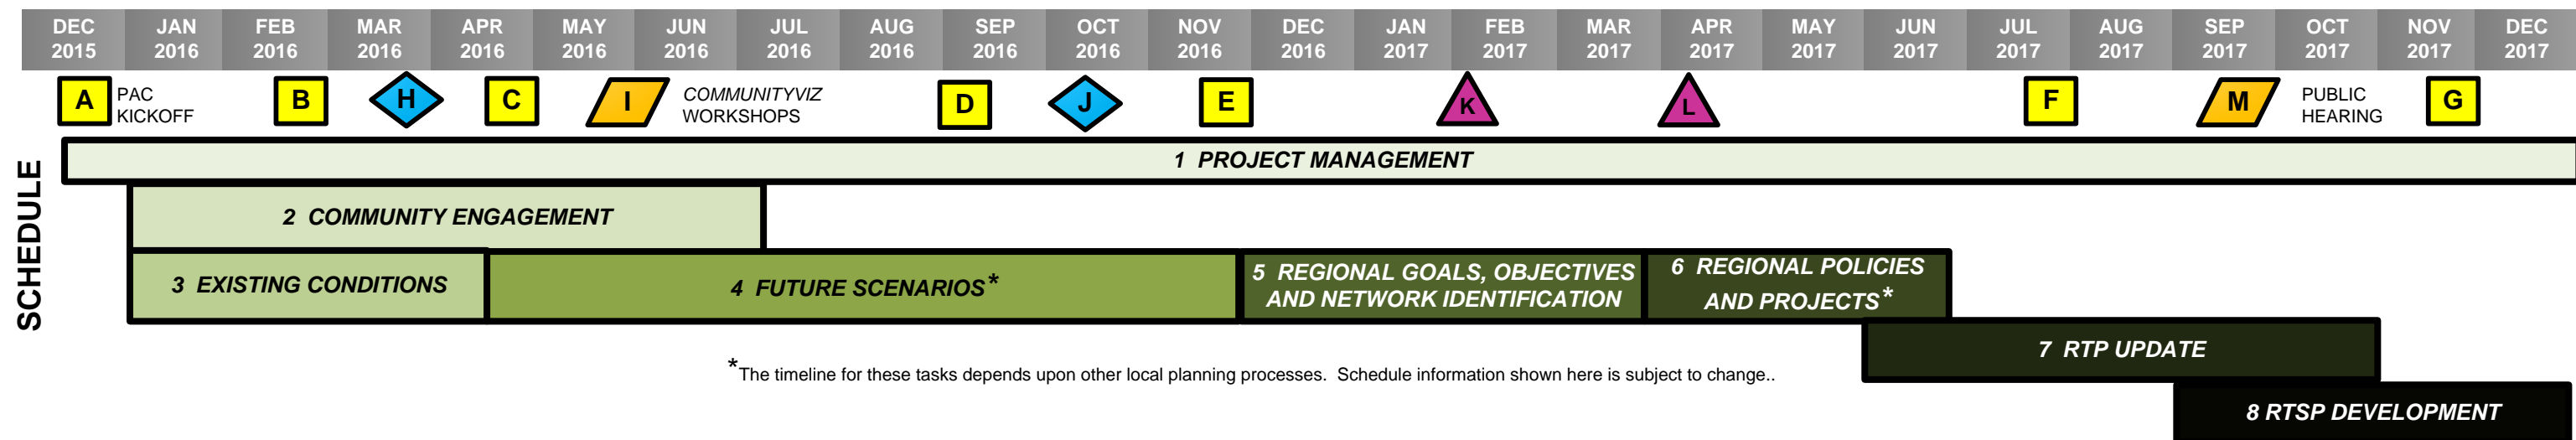 DEC JAN FEB MAR APR MAY JUN JUL AUG SEP OCT NOV DEC JAN FEB MAR APR MAY JUN JUL AUG SEP OCT NOV DEC
2015 2016 2016 2016 2016 2016 2016 2016 2016 2016 2016 2016 2016 2017 2017 2017 2017 2017 2017 2017 2017 2017 2017 2017 2017
A PAC KICKOFF B H C I COMMUNITYVIZ WORKSHOPS D J E K L F M PUBLIC HEARING G
SCHEDULE
1 PROJECT MANAGEMENT
2 COMMUNITY ENGAGEMENT
3 EXISTING CONDITIONS
4 FUTURE SCENARIOS*
5 REGIONAL GOALS, OBJECTIVES
AND NETWORK IDENTIFICATION
6 REGIONAL POLICIES
AND PROJECTS*
7 RTP UPDATE
*The timeline for these tasks depends upon other local planning processes. Schedule information shown here is subject to change..
8 RTSP DEVELOPMENT